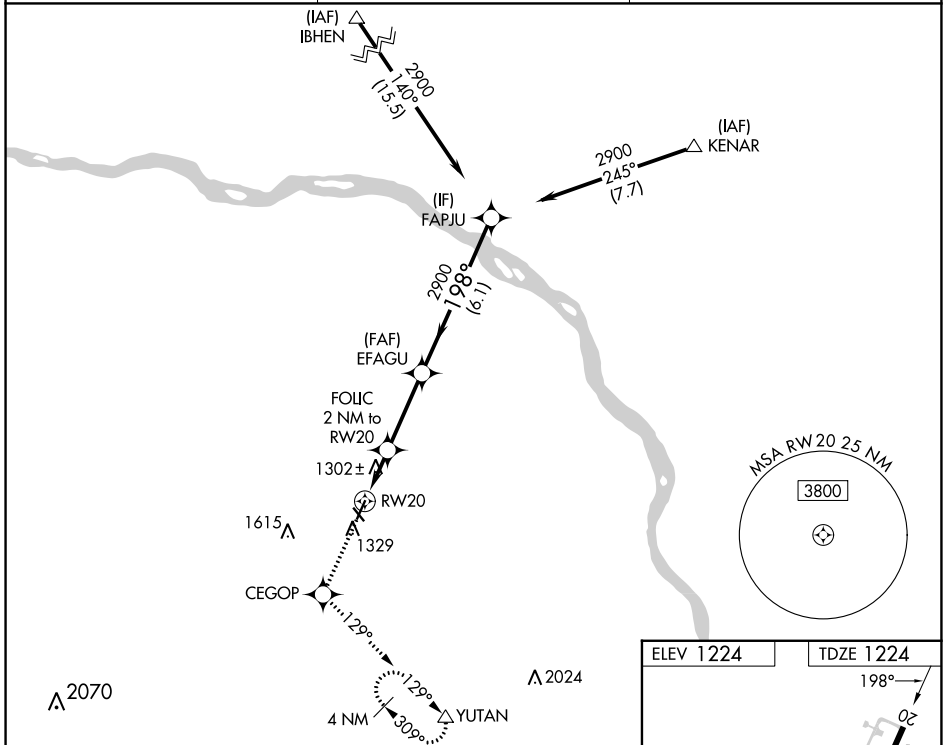 (IAF)
IBHEN
2900
140°
(15.5)
(IAF)
KENAR
2900
245°
(7.7)
(IF)
FAPJU
2900
198°
(6.1)
(FAF)
EFAGU
FOLIC
2 NM to
RW20
1302±
RW20
1615
1329
MSA RW20 25 NM
3800
CEGOP
129°
2070
4 NM
129°
309°
YUTAN
2024
ELEV 1224
TDZE 1224
198°
20